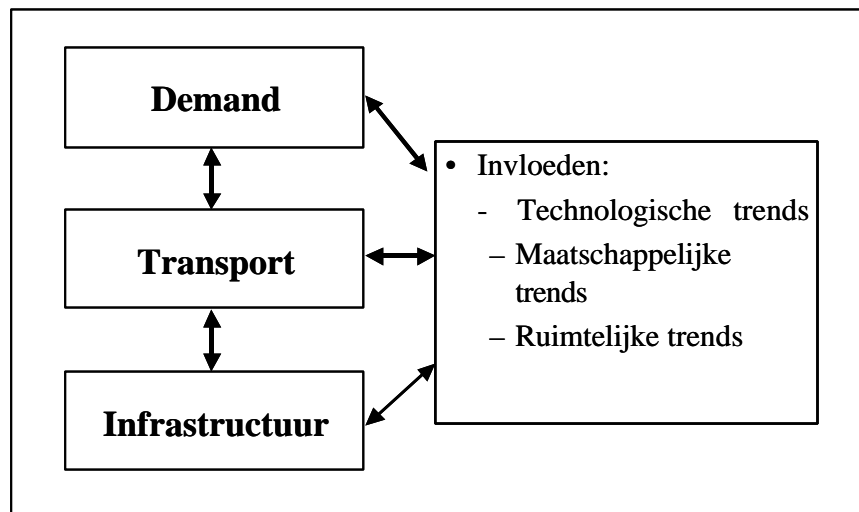 Demand
Transport
Infrastructuur
• Invloeden:
- Technologische trends
– Maatschappelijke
trends
– Ruimtelijke trends